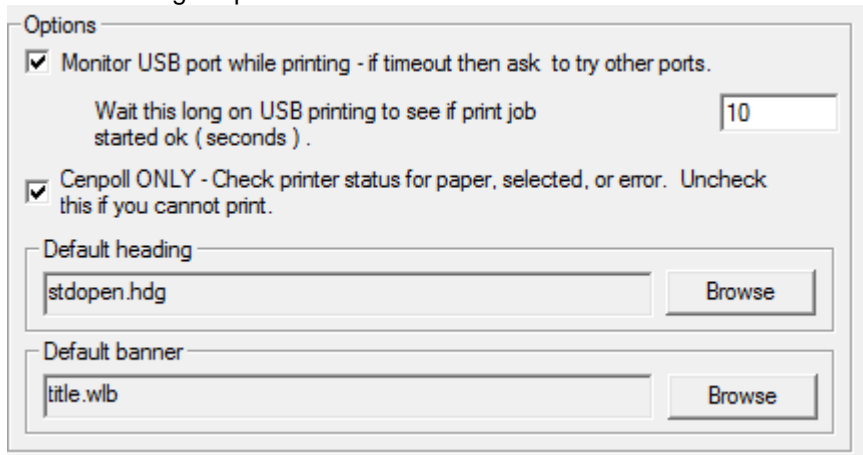 Options
Monitor USB port while printing - if timeout then ask to try other ports.
Wait this long on USB printing to see if print job
10
started ok ( seconds ) .
Cenpoll ONLY - Check printer status for paper, selected, or error. Uncheck
this if you cannot print.
Default heading
stdopen.hdg
Browse
Default banner
title.wlb
Browse